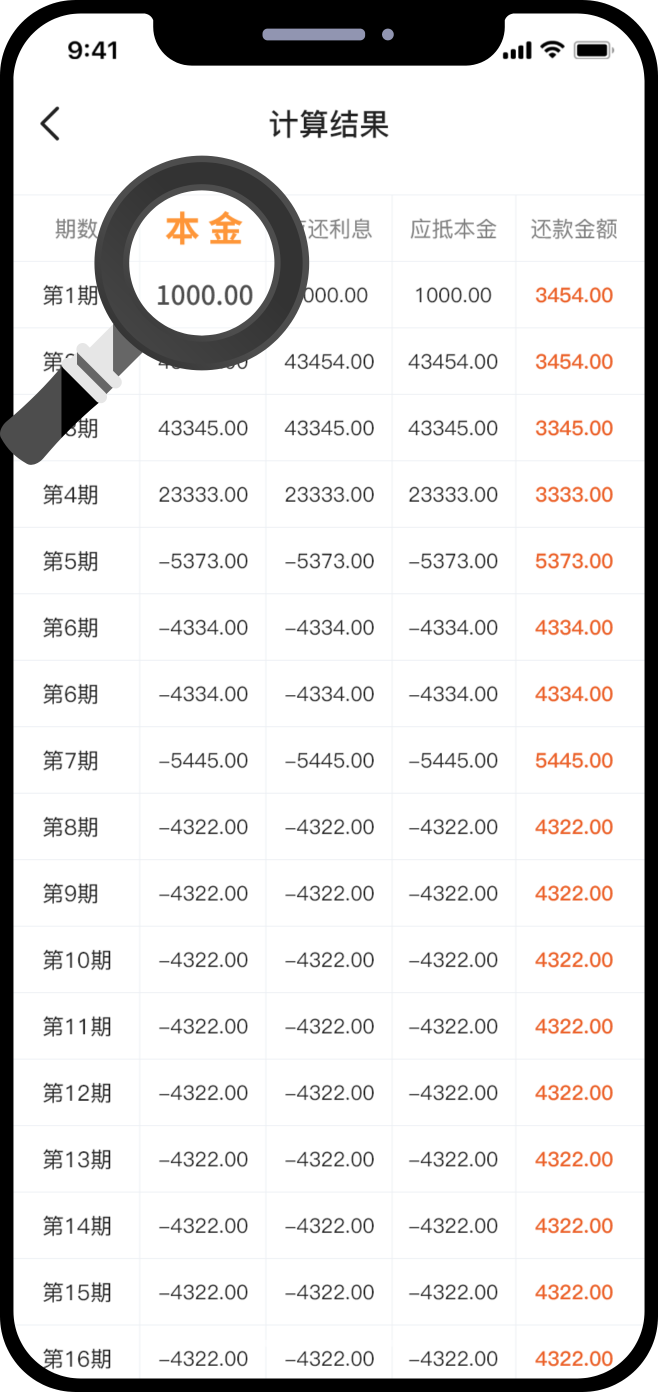 9:41
计算结果
期数 本金 还利息 应抵本金 还款金额
第1期 1000.00 000.00 1000.00 3454.00
第 43454.00 43454.00 3454.00
3期 43345.00 43345.00 43345.00 3345.00
第4期 23333.00 23333.00 23333.00 3333.00
第5期 –5373.00 –5373.00 –5373.00 5373.00
第6期 –4334.00 –4334.00 –4334.00 4334.00
第6期 –4334.00 –4334.00 –4334.00 4334.00
第7期 –5445.00 –5445.00 –5445.00 5445.00
第8期 –4322.00 –4322.00 –4322.00 4322.00
第9期 –4322.00 –4322.00 –4322.00 4322.00
第10期 –4322.00 –4322.00 –4322.00 4322.00
第11期 –4322.00 –4322.00 –4322.00 4322.00
第12期 –4322.00 –4322.00 –4322.00 4322.00
第13期 –4322.00 –4322.00 –4322.00 4322.00
第14期 –4322.00 –4322.00 –4322.00 4322.00
第15期 –4322.00 –4322.00 –4322.00 4322.00
第16期 –4322.00 –4322.00 –4322.00 4322.00